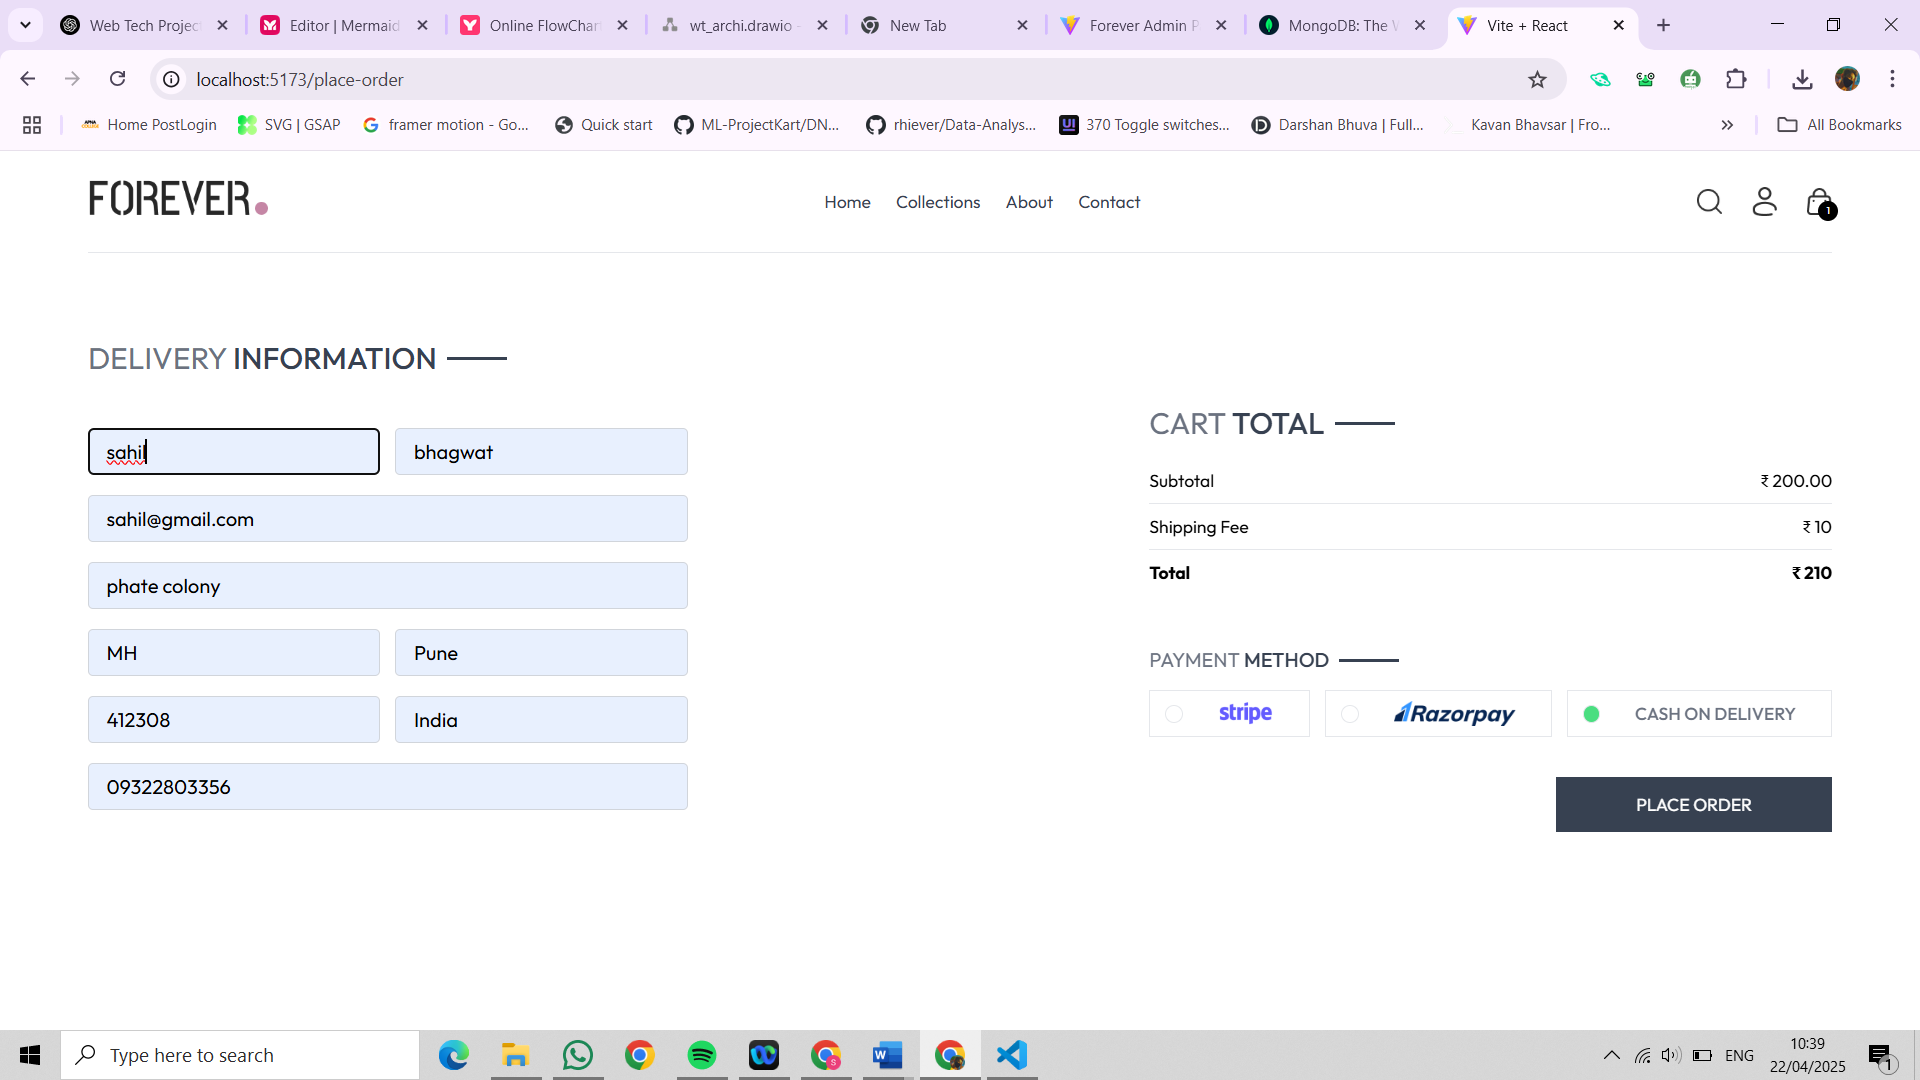 Web Tech Projec
Editor | Mermaid
Online FlowChar
wt_archi.drawio -
New Tab
Forever Admin P
MongoDB: The W
Vite + React
localhost:5173/place-order
Home PostLogin
SVG | GSAP
framer motion - Go...
Quick start
ML-ProjectKart/DN...
rhiever/Data-Analys...
370 Toggle switches...
Darshan Bhuva | Full...
Kavan Bhavsar | Fro...
All Bookmarks
FOREVER.
Home
Collections
About
Contact
1
DELIVERY INFORMATION
sahil
bhagwat
sahil@gmail.com
phate colony
MH
Pune
412308
India
09322803356
CART TOTAL
Subtotal
₹ 200.00
Shipping Fee
₹ 10
Total
₹ 210
PAYMENT METHOD
stripe
Razorpay
CASH ON DELIVERY
PLACE ORDER
Type here to search
ENG
10:39
22/04/2025
1